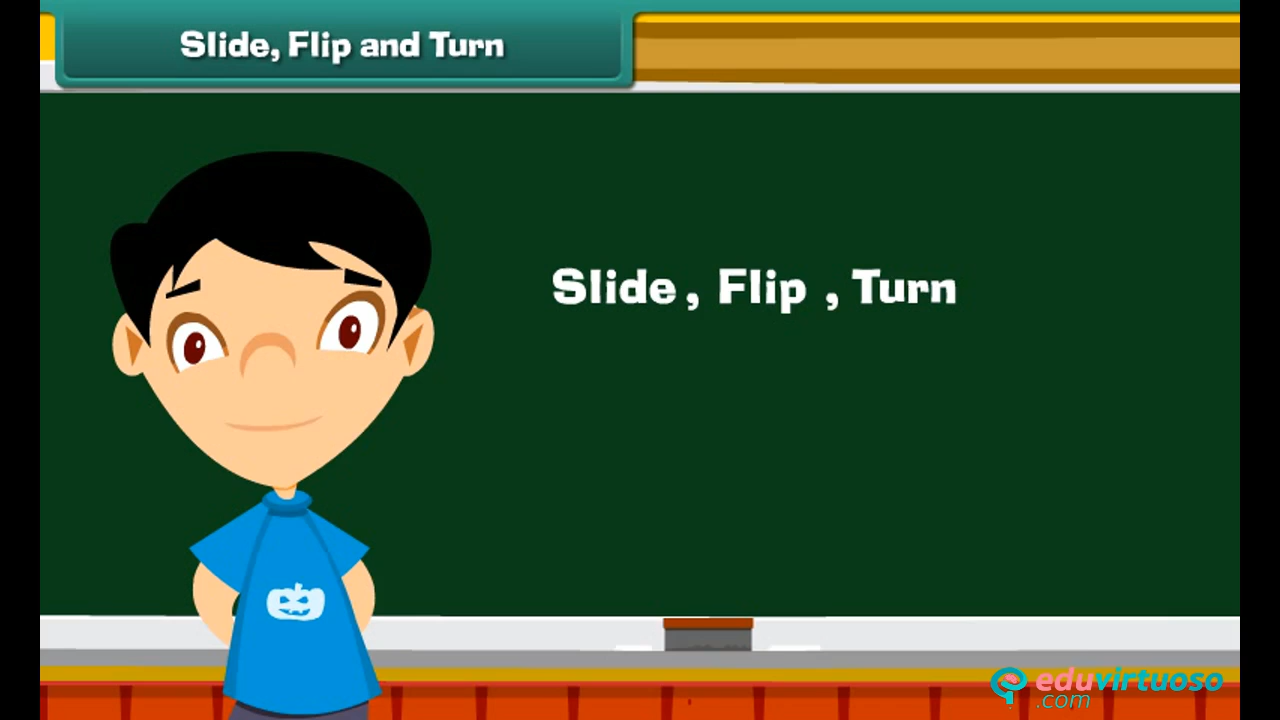 Slide, Flip and Turn
Slide , Flip , Turn
eduvirtuoso
.com